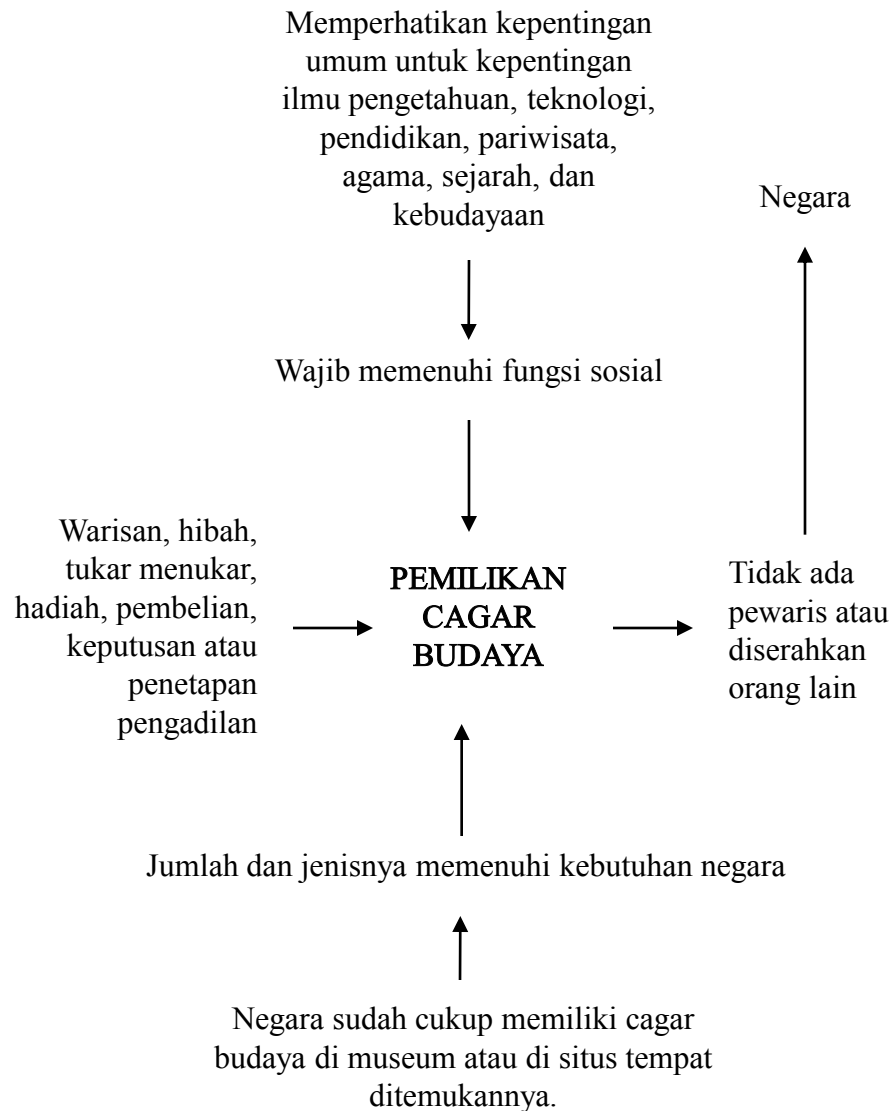 Memperhatikan kepentingan
umum untuk kepentingan
ilmu pengetahuan, teknologi,
pendidikan, pariwisata,
agama, sejarah, dan
kebudayaan
Negara
Wajib memenuhi fungsi sosial
Warisan, hibah,
tukar menukar,
hadiah, pembelian,
keputusan atau
penetapan
pengadilan
PEMILIKAN
CAGAR
BUDAYA
Tidak ada
pewaris atau
diserahkan
orang lain
Jumlah dan jenisnya memenuhi kebutuhan negara
Negara sudah cukup memiliki cagar
budaya di museum atau di situs tempat
ditemukannya.